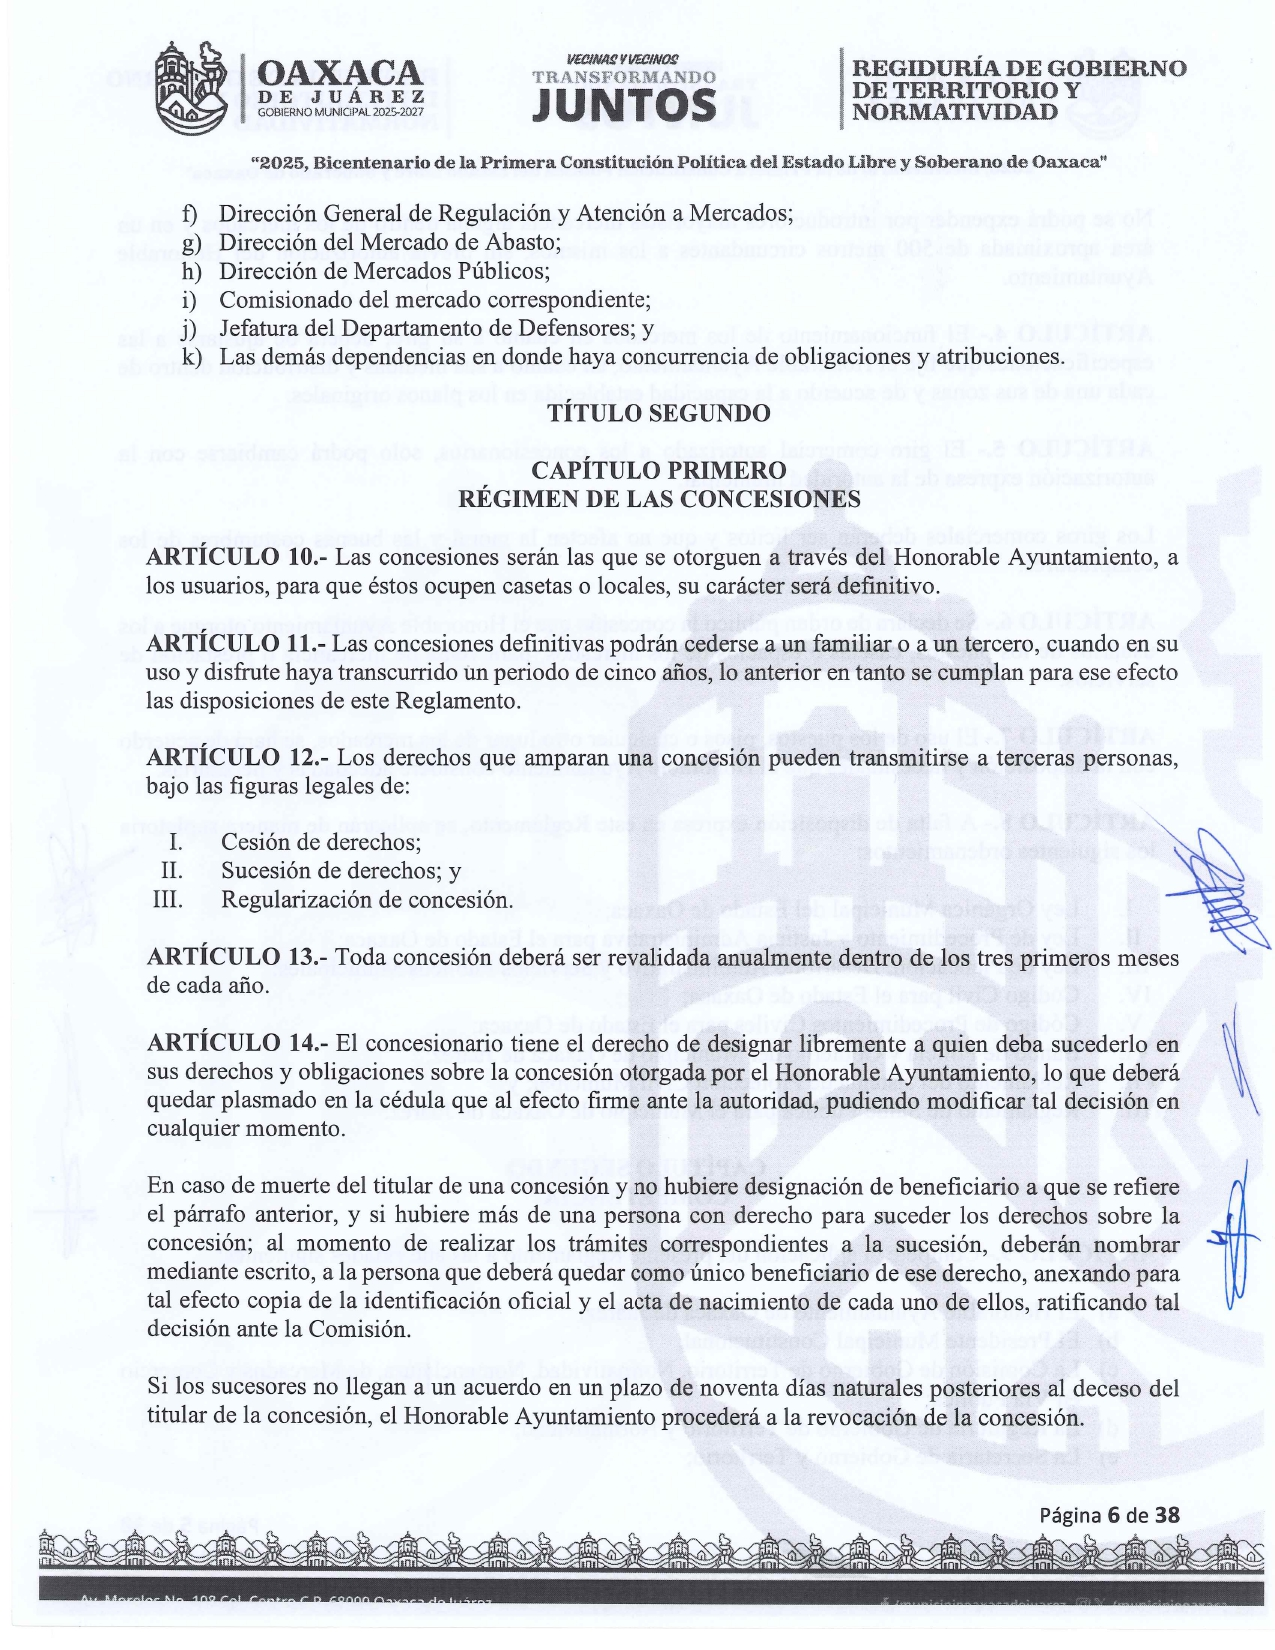 OAXACA
DE JUÁREZ
GOBIERNO MUNICIPAL 2025-2027
VECINAS Y VECINOS
TRANSFORMANDO
JUNTOS
REGIDURÍA DE GOBIERNO
DE TERRITORIO Y
NORMATIVIDAD
"2025, Bicentenario de la Primera Constitución Política del Estado Libre y Soberano de Oaxaca"
f) Dirección General de Regulación y Atención a Mercados;
g) Dirección del Mercado de Abasto;
h) Dirección de Mercados Públicos;
i) Comisionado del mercado correspondiente;
j) Jefatura del Departamento de Defensores; y
k) Las demás dependencias en donde haya concurrencia de obligaciones y atribuciones.
TÍTULO SEGUNDO
CAPÍTULO PRIMERO
RÉGIMEN DE LAS CONCESIONES
ARTÍCULO 10.- Las concesiones serán las que se otorguen a través del Honorable Ayuntamiento, a
los usuarios, para que éstos ocupen casetas o locales, su carácter será definitivo.
ARTÍCULO 11.- Las concesiones definitivas podrán cederse a un familiar o a un tercero, cuando en su
uso y disfrute haya transcurrido un periodo de cinco años, lo anterior en tanto se cumplan para ese efecto
las disposiciones de este Reglamento.
ARTÍCULO 12.- Los derechos que amparan una concesión pueden transmitirse a terceras personas,
bajo las figuras legales de:
I. Cesión de derechos;
II. Sucesión de derechos; y
III. Regularización de concesión.
ARTÍCULO 13.- Toda concesión deberá ser revalidada anualmente dentro de los tres primeros meses
de cada año.
ARTÍCULO 14.- El concesionario tiene el derecho de designar libremente a quien deba sucederlo en
sus derechos y obligaciones sobre la concesión otorgada por el Honorable Ayuntamiento, lo que deberá
quedar plasmado en la cédula que al efecto firme ante la autoridad, pudiendo modificar tal decisión en
cualquier momento.
En caso de muerte del titular de una concesión y no hubiere designación de beneficiario a que se refiere
el párrafo anterior, y si hubiere más de una persona con derecho para suceder los derechos sobre la
concesión; al momento de realizar los trámites correspondientes a la sucesión, deberán nombrar
mediante escrito, a la persona que deberá quedar como único beneficiario de ese derecho, anexando para
tal efecto copia de la identificación oficial y el acta de nacimiento de cada uno de ellos, ratificando tal
decisión ante la Comisión.
Si los sucesores no llegan a un acuerdo en un plazo de noventa días naturales posteriores al deceso del
titular de la concesión, el Honorable Ayuntamiento procederá a la revocación de la concesión.
Página 6 de 38
Av. Morelos No. 108 Col. Centro C.P. 68000 Oaxaca de Juárez